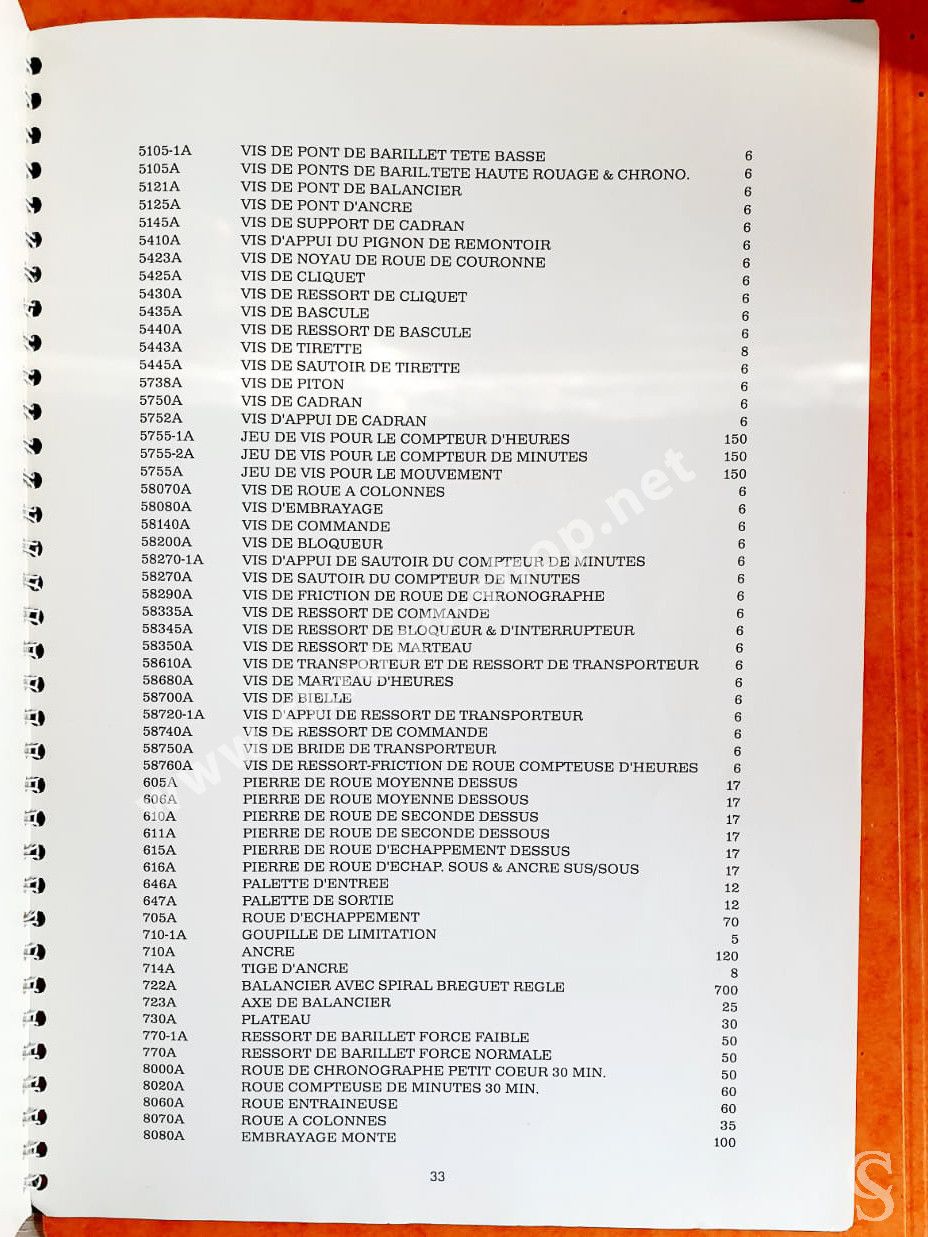 5105-1A VIS DE PONT DE BARILLET TETE BASSE 6
5105A VIS DE PONTS DE BARIL.TETE HAUTE ROUAGE & CHRONO. 6
5121A VIS DE PONT DE BALANCIER 6
5125A VIS DE PONT D'ANCRE 6
5145A VIS DE SUPPORT DE CADRAN 6
5410A VIS D'APPUI DU PIGNON DE REMONTOIR 6
5423A VIS DE NOYAU DE ROUE DE COURONNE 6
5425A VIS DE CLIQUET 6
5430A VIS DE RESSORT DE CLIQUET 6
5435A VIS DE BASCULE 6
5440A VIS DE RESSORT DE BASCULE 6
5443A VIS DE TIRETTE 8
5445A VIS DE SAUTOIR DE TIRETTE 6
5738A VIS DE PITON 6
5750A VIS DE CADRAN 6
5752A VIS D'APPUI DE CADRAN 6
5755-1A JEU DE VIS POUR LE COMPTEUR D'HEURES 150
5755-2A JEU DE VIS POUR LE COMPTEUR DE MINUTES 150
5755A JEU DE VIS POUR LE MOUVEMENT 150
58070A VIS DE ROUE A COLONNES 6
58080A VIS D'EMBRAYAGE 6
58140A VIS DE COMMANDE 6
58200A VIS DE BLOQUEUR 6
58270-1A VIS D'APPUI DE SAUTOIR DU COMPTEUR DE MINUTES 6
58270A VIS DE SAUTOIR DU COMPTEUR DE MINUTES 6
58290A VIS DE FRICTION DE ROUE DE CHRONOGRAPHE 6
58335A VIS DE RESSORT DE COMMANDE 6
58345A VIS DE RESSORT DE BLOQUEUR & D'INTERRUPTEUR 6
58350A VIS DE RESSORT DE MARTEAU 6
58610A VIS DE TRANSPORTEUR ET DE RESSORT DE TRANSPORTEUR 6
58680A VIS DE MARTEAU D'HEURES 6
58700A VIS DE BIELLE 6
58720-1A VIS D'APPUI DE RESSORT DE TRANSPORTEUR 6
58740A VIS DE RESSORT DE COMMANDE 6
58750A VIS DE BRIDE DE TRANSPORTEUR 6
58760A VIS DE RESSORT-FRICTION DE ROUE COMPTEUSE D'HEURES 6
605A PIERRE DE ROUE MOYENNE DESSUS 17
606A PIERRE DE ROUE MOYENNE DESSOUS 17
610A PIERRE DE ROUE DE SECONDE DESSUS 17
611A PIERRE DE ROUE DE SECONDE DESSOUS 17
615A PIERRE DE ROUE D'ECHAPPEMENT DESSUS 17
616A PIERRE DE ROUE D'ECHAP. SOUS & ANCRE SUS/SOUS 17
646A PALETTE D'ENTREE 12
647A PALETTE DE SORTIE 12
705A ROUE D'ECHAPPEMENT 70
710-1A GOUPILLE DE LIMITATION 5
710A ANCRE 120
714A TIGE D'ANCRE 8
722A BALANCIER AVEC SPIRAL BREGUET REGLE 700
723A AXE DE BALANCIER 25
730A PLATEAU 30
770-1A RESSORT DE BARILLET FORCE FAIBLE 50
770A RESSORT DE BARILLET FORCE NORMALE 50
8000A ROUE DE CHRONOGRAPHE PETIT COEUR 30 MIN. 50
8020A ROUE COMPTEUSE DE MINUTES 30 MIN. 60
8060A ROUE ENTRAINEUSE 60
8070A ROUE A COLONNES 35
8080A EMBRAYAGE MONTE 100
33